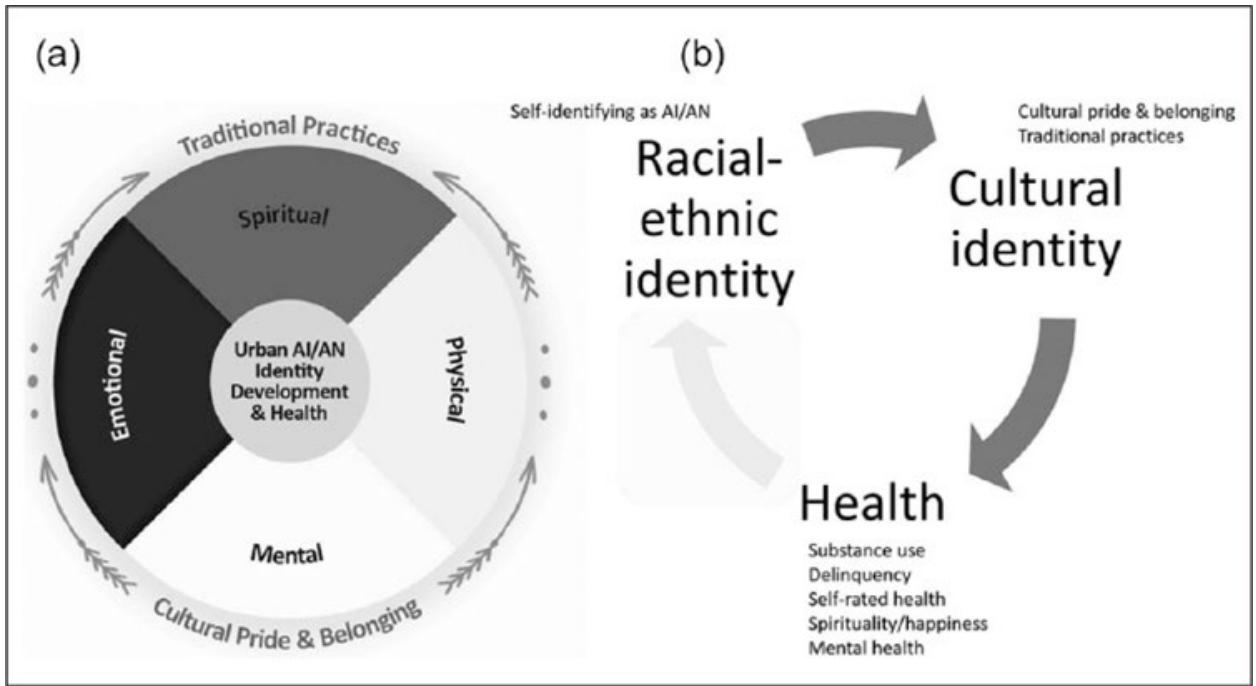 (a)
Traditional Practices
Spiritual
Emotional
Urban AI/AN
Identity
Development
& Health
Physical
Mental
Cultural Pride & Belonging
(b)
Self-identifying as AI/AN
Racial-
ethnic
identity
Cultural pride & belonging
Traditional practices
Cultural
identity
Health
Substance use
Delinquency
Self-rated health
Spirituality/happiness
Mental health